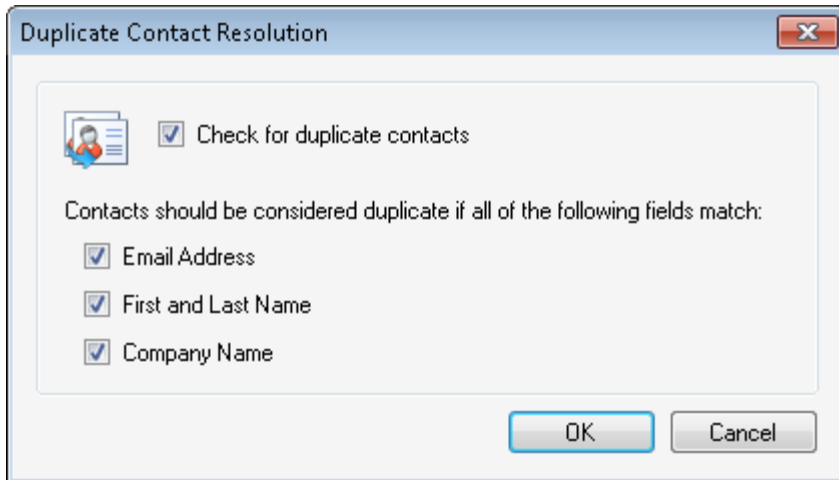 Duplicate Contact Resolution
Check for duplicate contacts
Contacts should be considered duplicate if all of the following fields match:
Email Address
First and Last Name
Company Name
OK
Cancel